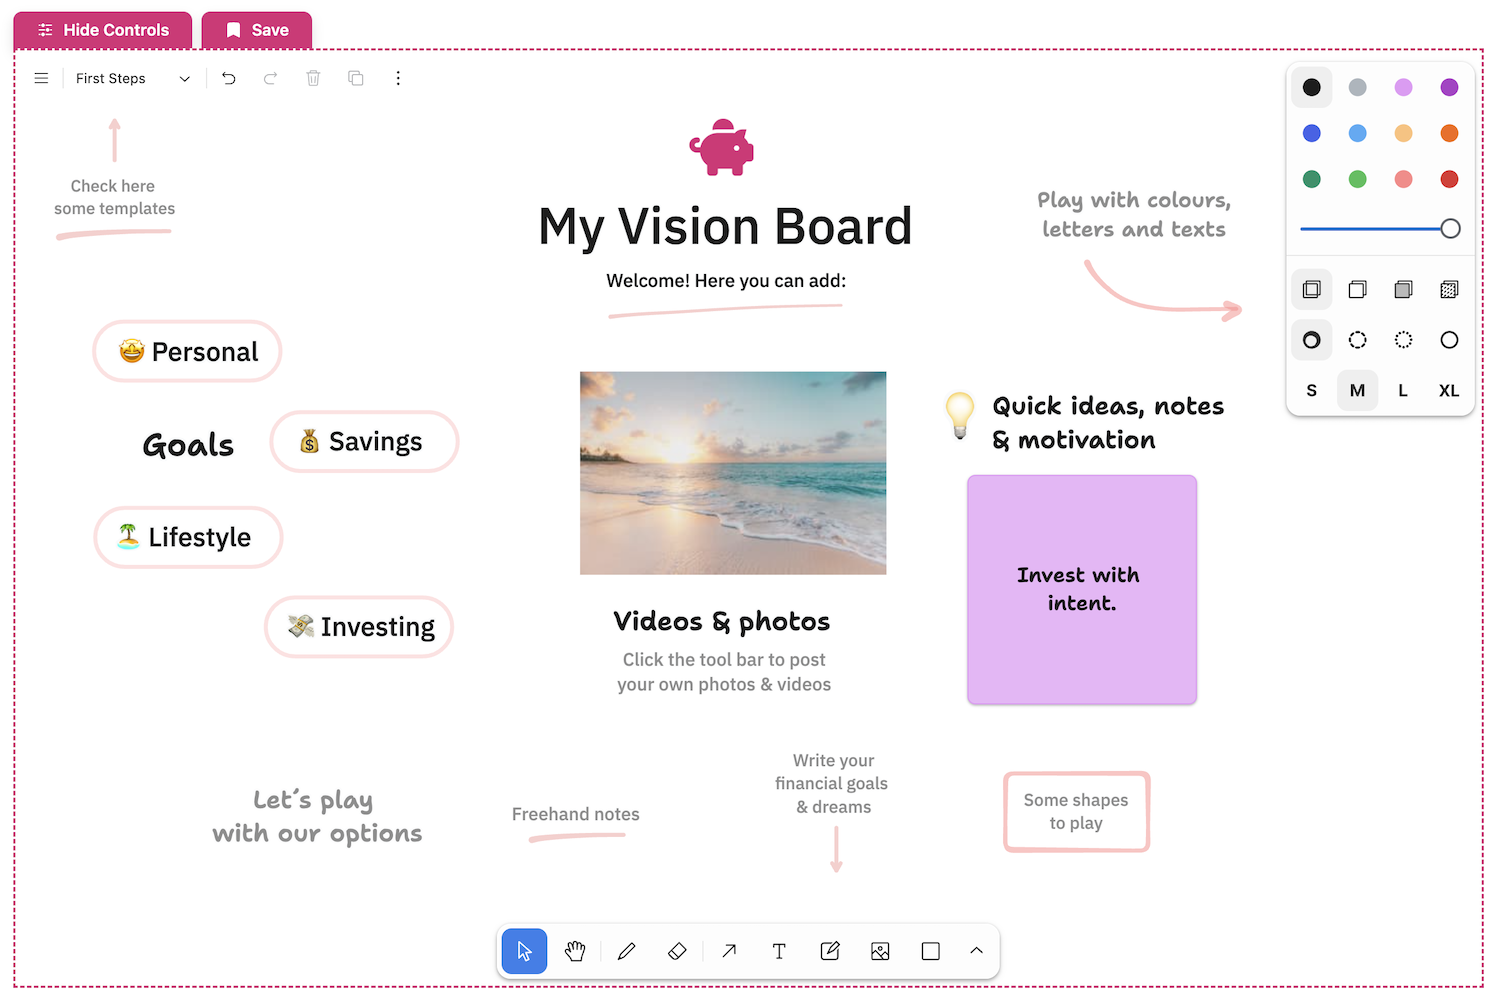 Hide Controls
Save
First Steps
Check here
some templates
My Vision Board
Welcome! Here you can add:
Play with colours,
letters and texts
S M L XL
Personal
Goals
Savings
Lifestyle
Investing
Videos & photos
Click the tool bar to post
your own photos & videos
Quick ideas, notes
& motivation
Invest with
intent.
Let's play
with our options
Freehand notes
Write your
financial goals
& dreams
Some shapes
to play
T